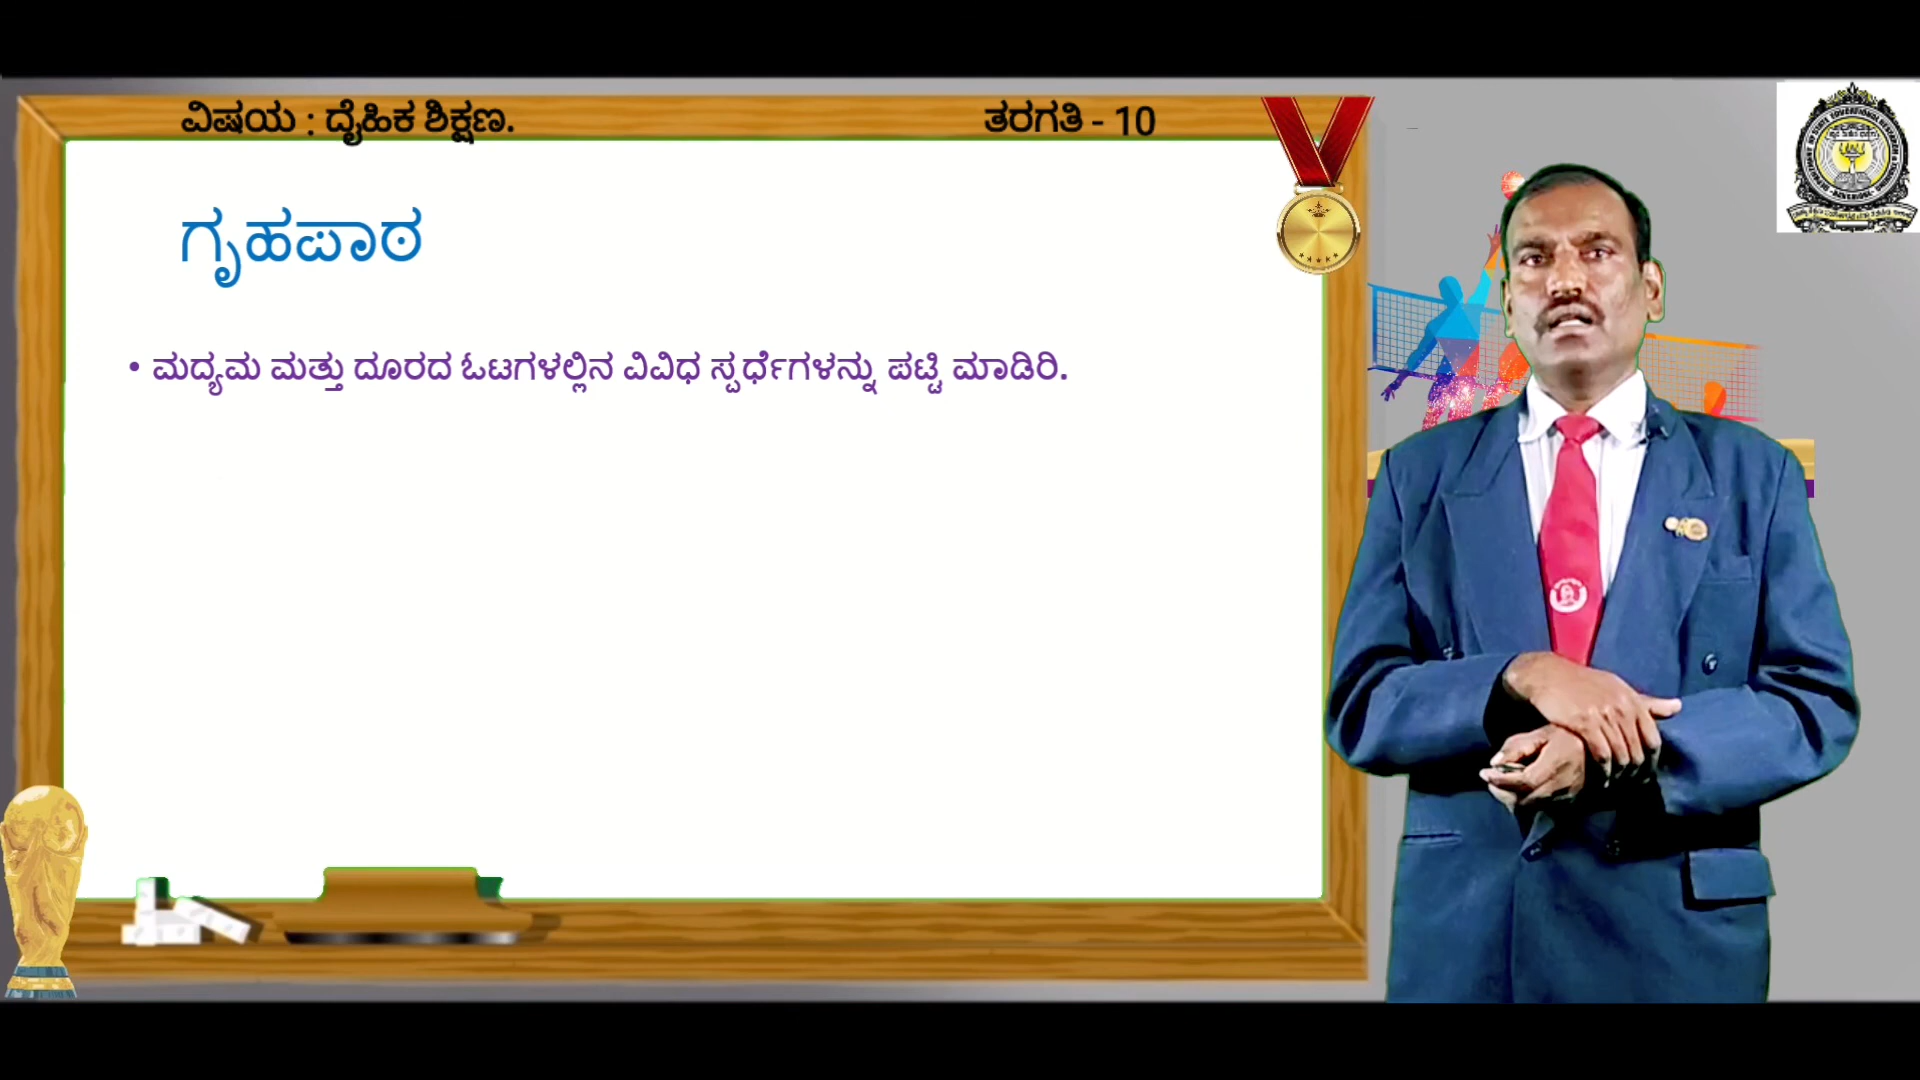 ವಿಷಯ : ದೈಹಿಕ ಶಿಕ್ಷಣ. ತರಗತಿ - 10
ಗೃಹಪಾಠ
• ಮದ್ಯಮ ಮತ್ತು ದೂರದ ಓಟಗಳಲ್ಲಿನ ವಿವಿಧ ಸ್ಪರ್ಧೆಗಳನ್ನು ಪಟ್ಟಿ ಮಾಡಿರಿ.